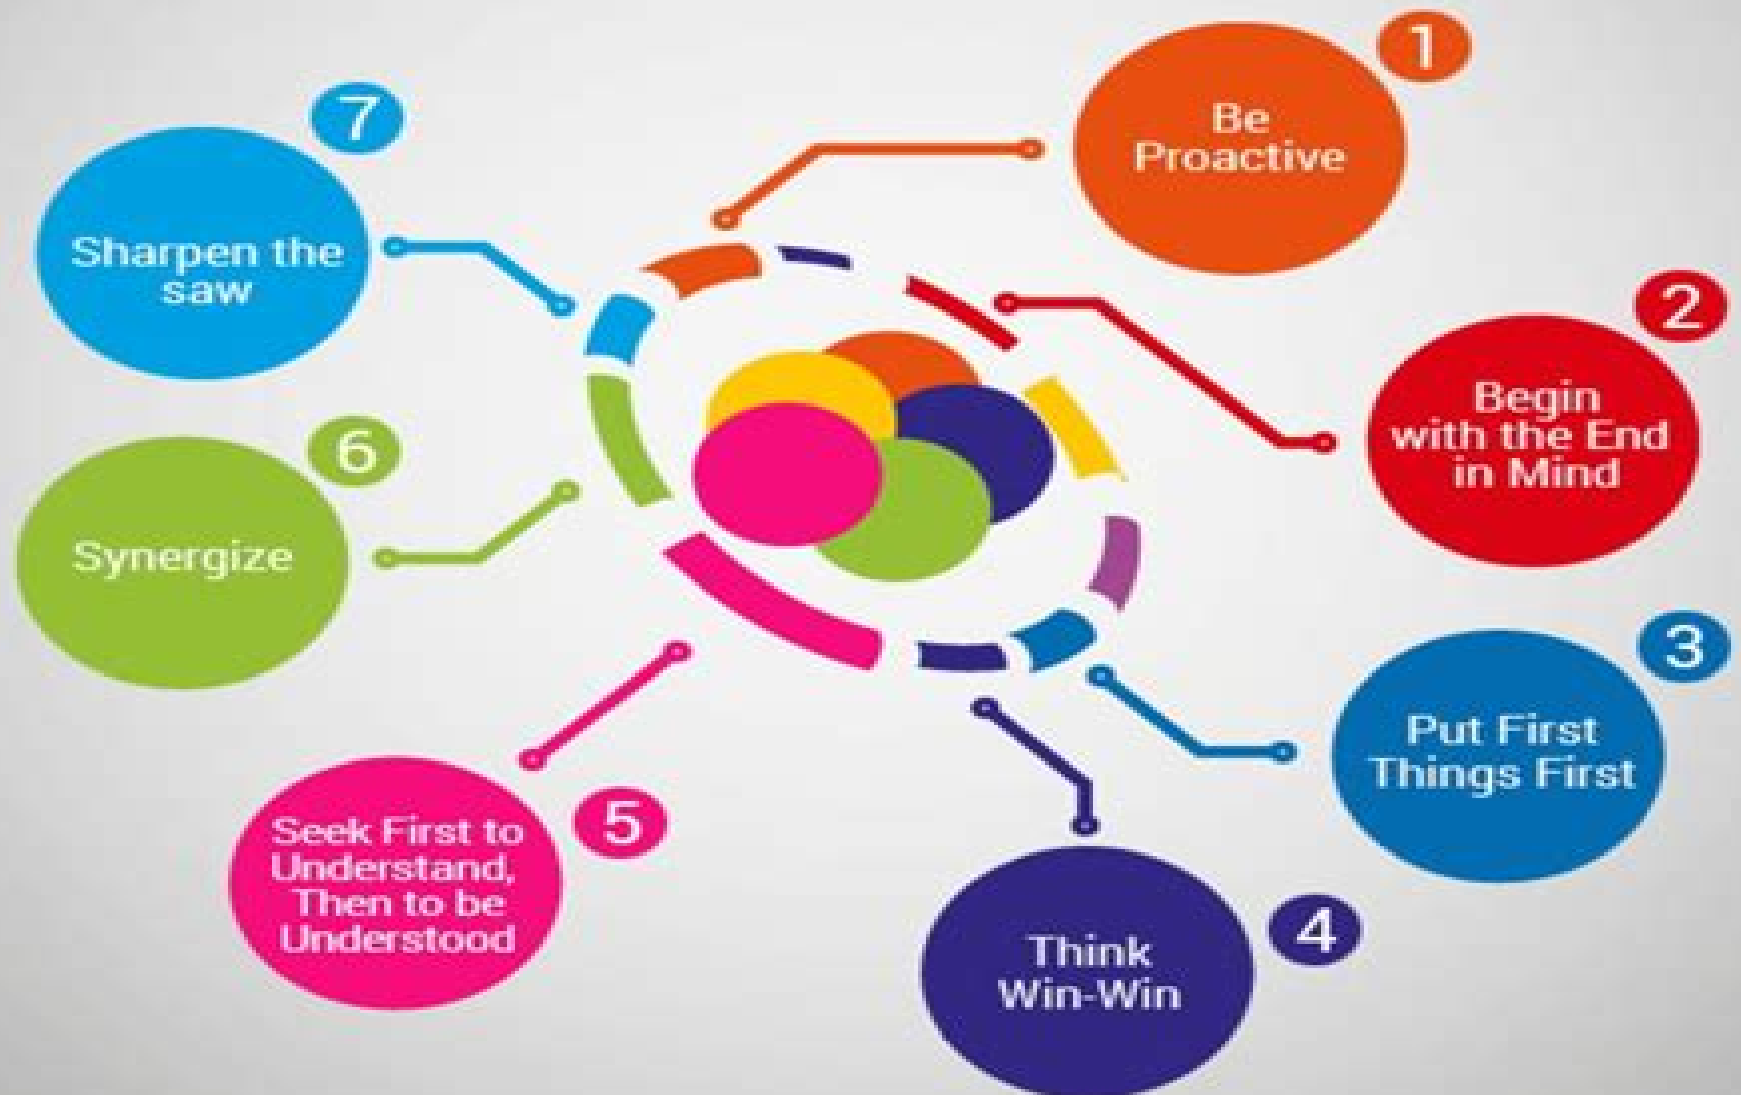 1
Be
Proactive
2
Begin
with the End
in Mind
3
Put First
Things First
4
Think
Win-Win
5
Seek First to
Understand,
Then to be
Understood
6
Synergize
7
Sharpen the
saw